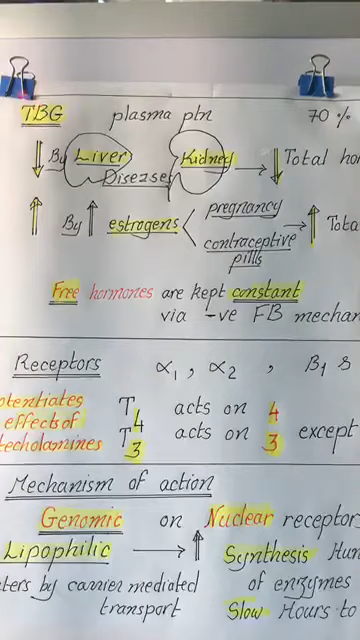 TBG plasma ptn 70 %
↓ By Liver Kidney → ↓ Total hor
Diseases
↑ By ↑ estrogens < pregnancy → ↑ Tota
contraceptive
pills
Free hormones are kept constant
via -ve FB mechan
Receptors α1 , α2 , B1 &
otentiates T4 acts on 4
effects of
techolamines T3 acts on 3 except
Mechanism of action
Genomic on Nuclear receptor
Lipophilic → ↑ Synthesis
ters by carrier mediated of enzymes
transport Slow Hours to